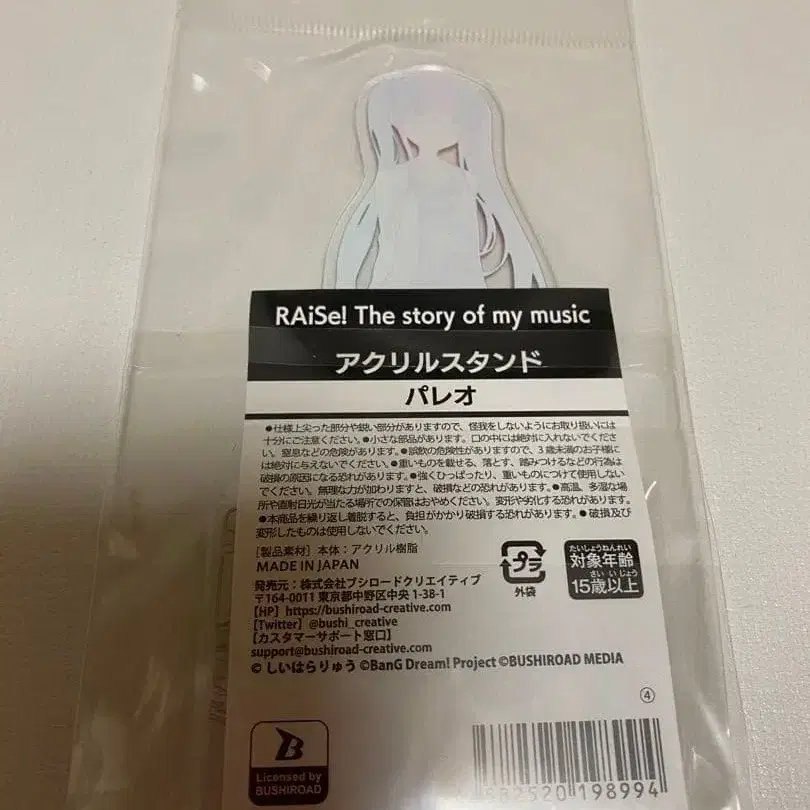 RAiSe! The story of my music
アクリルスタンド
パレオ
●仕様上尖った部分や鋭い部分がありますので、怪我をしないようにお取り扱いには
十分にご注意ください。●小さな部品があります。口の中には絶対に入れないでくださ
い。窒息などの危険があります。●誤飲の危険性がありますので、3歳未満のお子様に
は絶対に与えないでください。●重いものを載せる、落とす、踏みつけるなどの行為は
破損の原因になる恐れがあります。●強くひっぱったり、重いものにつけて使用しない
でください。無理な力が加わりますと、破損などの恐れがあります。●高温、多湿な場
所や直射日光が当たる場所での保管はおやめください。変形や劣化する恐れがあります。
●本商品を繰り返し着脱すると、負担がかかり破損する恐れがあります。●破損及び
変形したものは使用しないでください。
[製品素材] 本体:アクリル樹脂
MADE IN JAPAN
発売元:株式会社ブシロードクリエイティブ
〒164-0011 東京都中野区中央 1-38-1
【HP】https://bushiroad-creative.com
【Twitter】@bushi_creative
【カスタマーサポート窓口】
support@bushiroad-creative.com
プラ
外袋
たいしょうねんれい
対象年齢
さい いじょう
15歳以上
© しいはらりゅう ©BanG Dream! Project ©BUSHIROAD MEDIA
④
B
Licensed by
BUSHIROAD
2520 198994